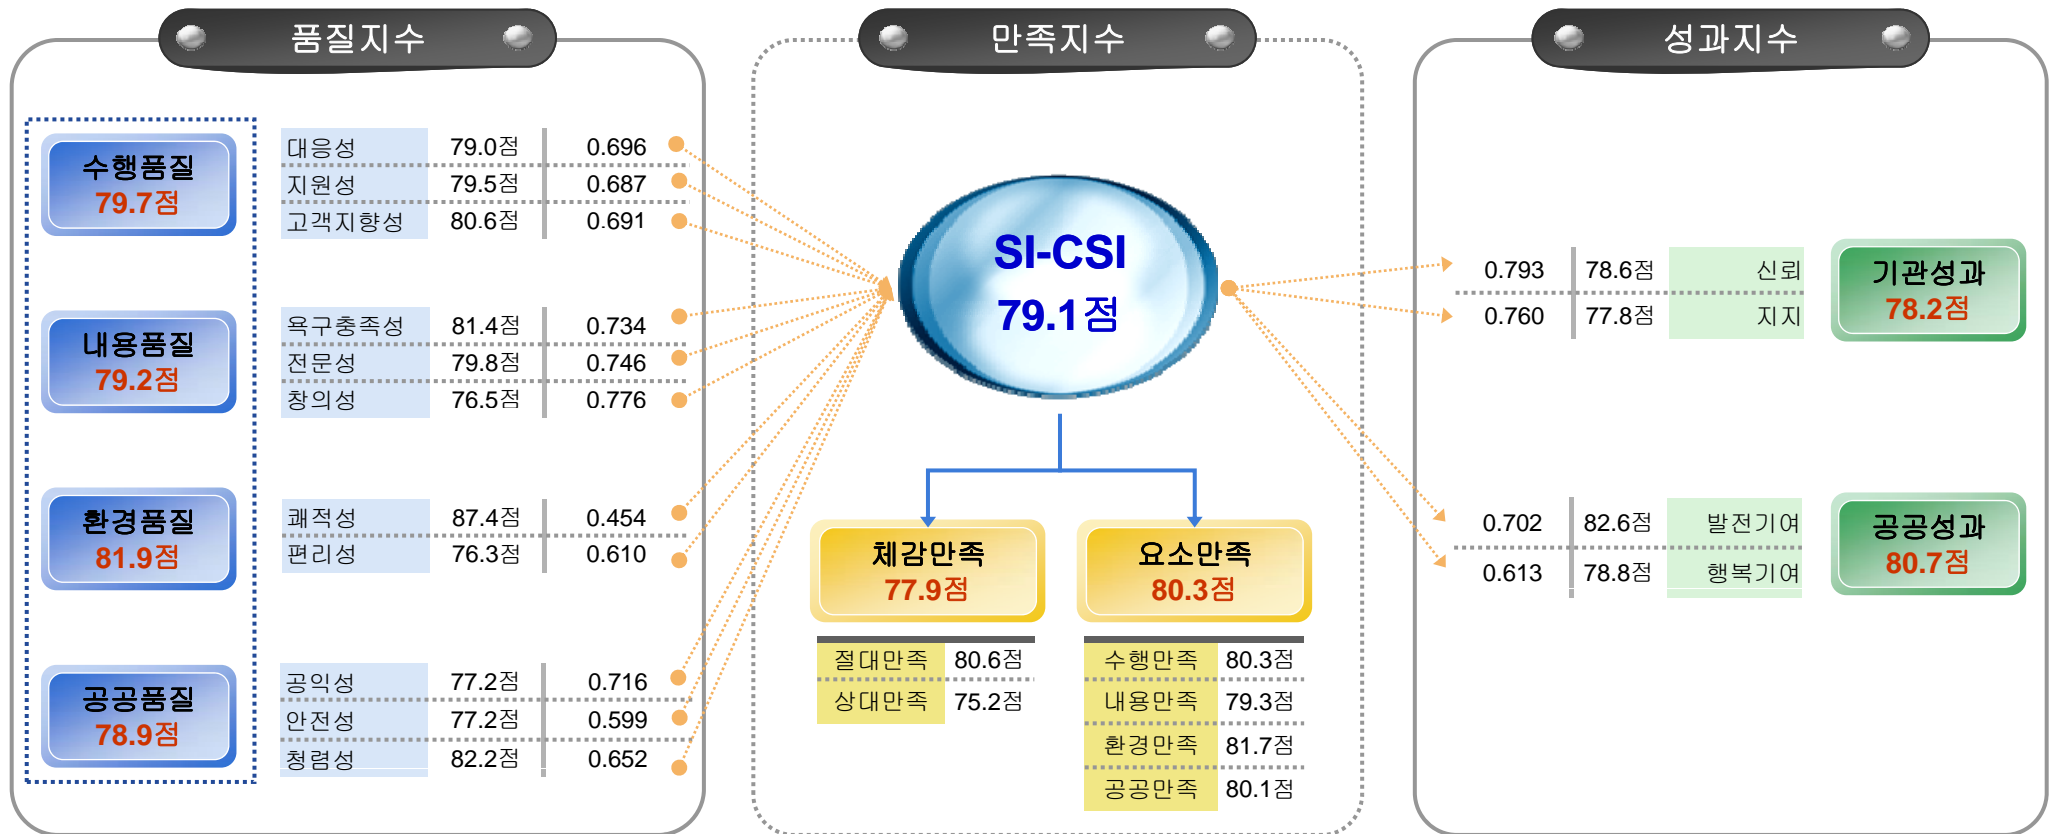 품질지수
수행품질
79.7점
대응성 79.0점 0.696
지원성 79.5점 0.687
고객지향성 80.6점 0.691
내용품질
79.2점
욕구충족성 81.4점 0.734
전문성 79.8점 0.746
창의성 76.5점 0.776
환경품질
81.9점
쾌적성 87.4점 0.454
편리성 76.3점 0.610
공공품질
78.9점
공익성 77.2점 0.716
안전성 77.2점 0.599
청렴성 82.2점 0.652
만족지수
SI-CSI
79.1점
체감만족
77.9점
절대만족 80.6점
상대만족 75.2점
요소만족
80.3점
수행만족 80.3점
내용만족 79.3점
환경만족 81.7점
공공만족 80.1점
성과지수
0.793 78.6점 신뢰
0.760 77.8점 지지
기관성과
78.2점
0.702 82.6점 발전기여
0.613 78.8점 행복기여
공공성과
80.7점